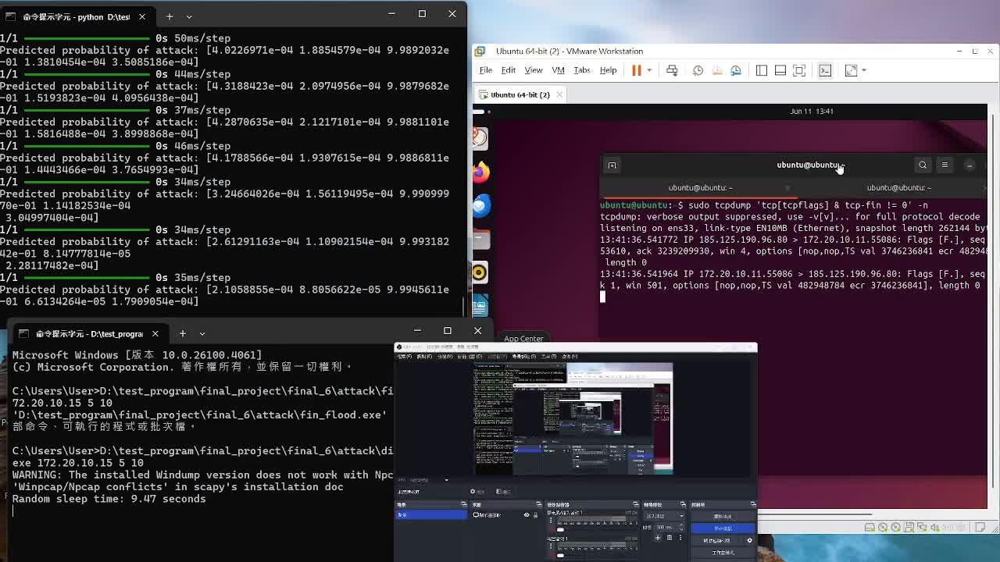 命令提示字元 - python D:\test
1/1 0s 50ms/step
Predicted probability of attack: [4.0226971e-04 1.8854579e-04 9.9892032e
-01 1.3810454e-04 3.5085186e-04]
1/1 0s 44ms/step
Predicted probability of attack: [4.3188423e-04 2.0974956e-04 9.9879682e
-01 1.5193823e-04 4.0956438e-04]
1/1 0s 37ms/step
Predicted probability of attack: [4.2870635e-04 2.1217101e-04 9.9881101e
1/1 0s 46ms/step
Predicted probability of attack: [4.1788566e-04 1.9307615e-04 9.9886811e
-01 1.4443466e-04 3.7654993e-04]
1/1 0s 34ms/step
Predicted probability of attack: [3.24664026e-04 1.56119495e-04 9.990999
70e-01 1.14182534e-04
3.04997404e-04]
1/1 0s 34ms/step
Predicted probability of attack: [2.61291163e-04 1.10902154e-04 9.993182
42e-01 8.14777814e-05
2.28117482e-04]
1/1 0s 35ms/step
Predicted probability of attack: [2.1058855e-04 8.8056622e-05 9.9945611e
-01 6.6134264e-05 1.7909054e-04]
Ubuntu 64-bit (2) - VMware Workstation
File Edit View VM Tabs Help
Ubuntu 64-bit (2)
Jun 11 13:41
ubuntu@ubuntu: ~
ubuntu@ubuntu: ~ ubuntu@ubuntu: ~
ubuntu@ubuntu:~$ sudo tcpdump 'tcp[tcpflags] & tcp-fin != 0' -n
tcpdump: verbose output suppressed, use -v[v]... for full protocol decode
listening on ens33, link-type EN10MB (Ethernet), snapshot length 262144 byt
13:41:36.541772 IP 185.125.190.96.80 > 172.20.10.11.55086: Flags [F.], seq
53610, ack 3239209930, win 4, options [nop,nop,TS val 3746236841 ecr 48294
length 0
13:41:36.541964 IP 172.20.10.11.55086 > 185.125.190.96.80: Flags [F.], seq
k 1, win 501, options [nop,nop,TS val 482948784 ecr 3746236841], length 0
App Center
命令提示字元 - D:\test_prograr
Microsoft Windows [版本 10.0.26100.4061]
(c) Microsoft Corporation. 著作權所有，並保留一切權利。
C:\Users\User>D:\test_program\final_project\final_6\attack\fi
72.20.10.15 5 10
'D:\test_program\final_project\final_6\attack\fin_flood.exe'
部命令、可執行的程式或批次檔。
C:\Users\User>D:\test_program\final_project\final_6\attack\di
WARNING: The installed Windump version does not work with Npc
'Winpcap/Npcap conflicts' in scapy's installation doc
Random sleep time: 9.47 seconds
300 ms